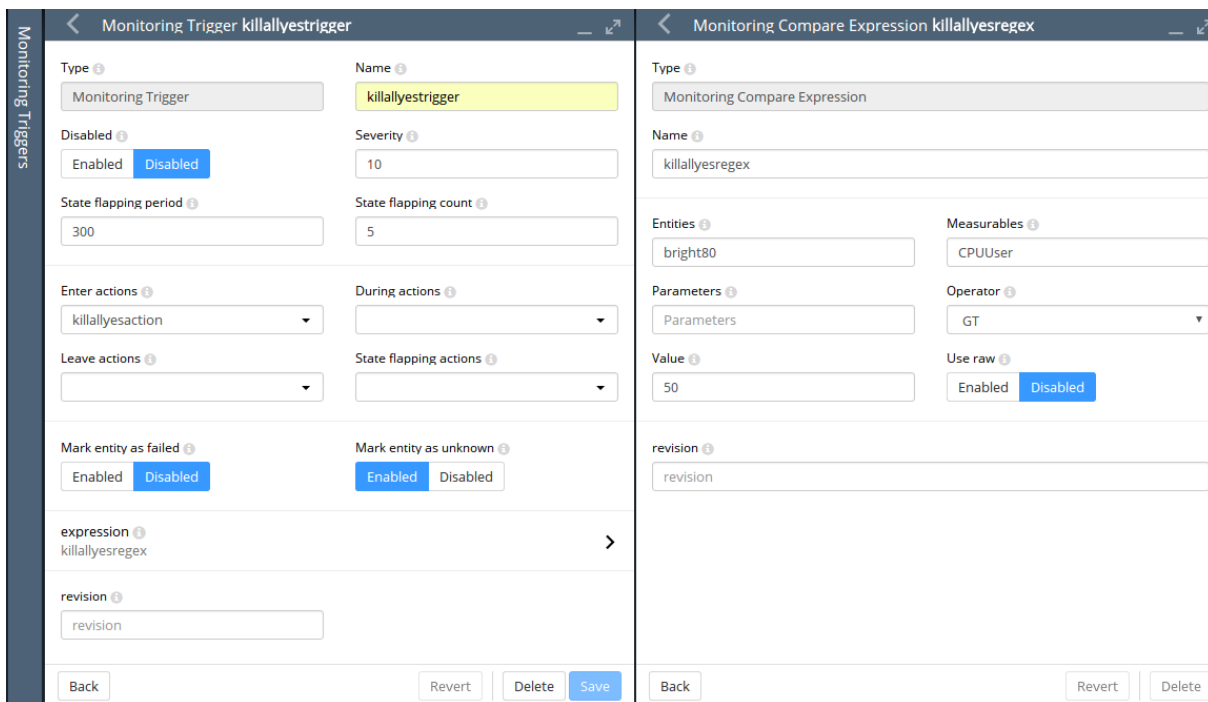 Monitoring Triggers
Monitoring Trigger killallyestrigger
Type
Name
Monitoring Trigger
killallyestrigger
Disabled
Severity
Enabled Disabled
10
State flapping period
State flapping count
300
5
Enter actions
During actions
killallyesaction
Leave actions
State flapping actions
Mark entity as failed
Mark entity as unknown
Enabled Disabled
Enabled Disabled
expression
killallyesregex
revision
revision
Back
Revert
Delete
Save
Monitoring Compare Expression killallyesregex
Type
Monitoring Compare Expression
Name
killallyesregex
Entities
Measurables
bright80
CPUUser
Parameters
Operator
Parameters
GT
Value
Use raw
50
Enabled Disabled
revision
revision
Back
Revert
Delete